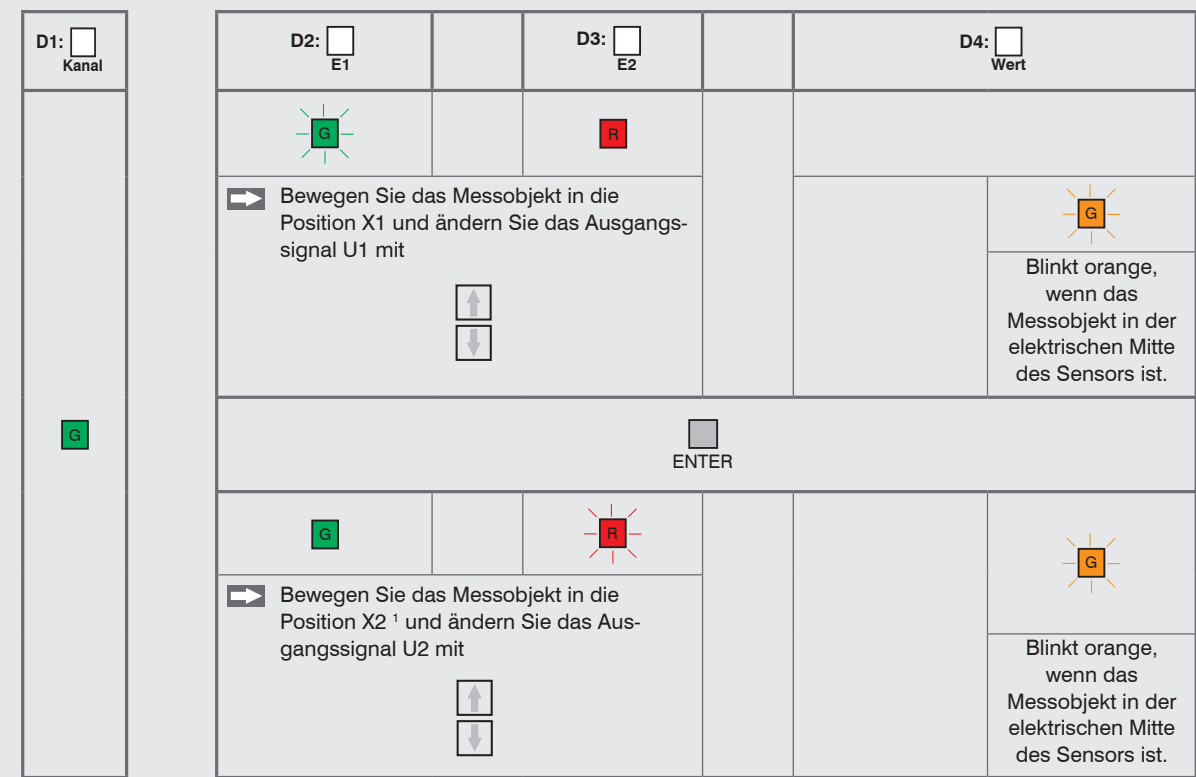 D1:
Kanal
D2:
E1
D3:
E2
D4:
Wert
G
R
Bewegen Sie das Messobjekt in die
Position X1 und ändern Sie das Ausgangs-
signal U1 mit
G
Blinkt orange,
wenn das
Messobjekt in der
elektrischen Mitte
des Sensors ist.
G
ENTER
G
R
G
Bewegen Sie das Messobjekt in die
Position X2 ¹ und ändern Sie das Aus-
gangssignal U2 mit
Blinkt orange,
wenn das
Messobjekt in der
elektrischen Mitte
des Sensors ist.